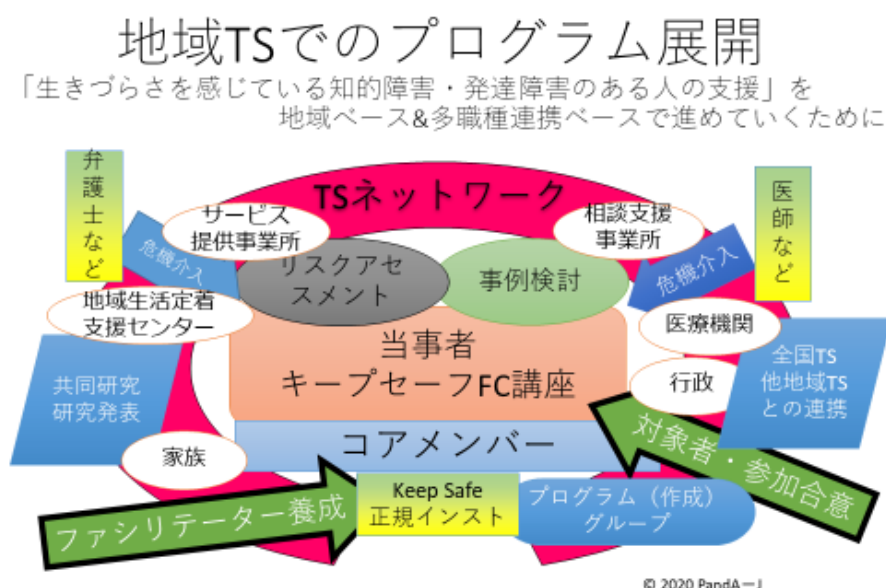 地域TSでのプログラム展開
「生きづらさを感じている知的障害・発達障害のある人の支援」を
地域ベース&多職種連携ベースで進めていくために
弁護士など
医師など
TSネットワーク
サービス
提供事業所
相談支援
事業所
危機介入
危機介入
リスクアセ
スメント
事例検討
地域生活定着
支援センター
医療機関
当事者
キープセーフFC講座
共同研究
研究発表
行政
全国TS
他地域TS
との連携
コアメンバー
家族
対象者・参加合意
ファシリテーター養成
Keep Safe
正規インスト
プログラム（作成）
グループ
© 2020 PandA-J